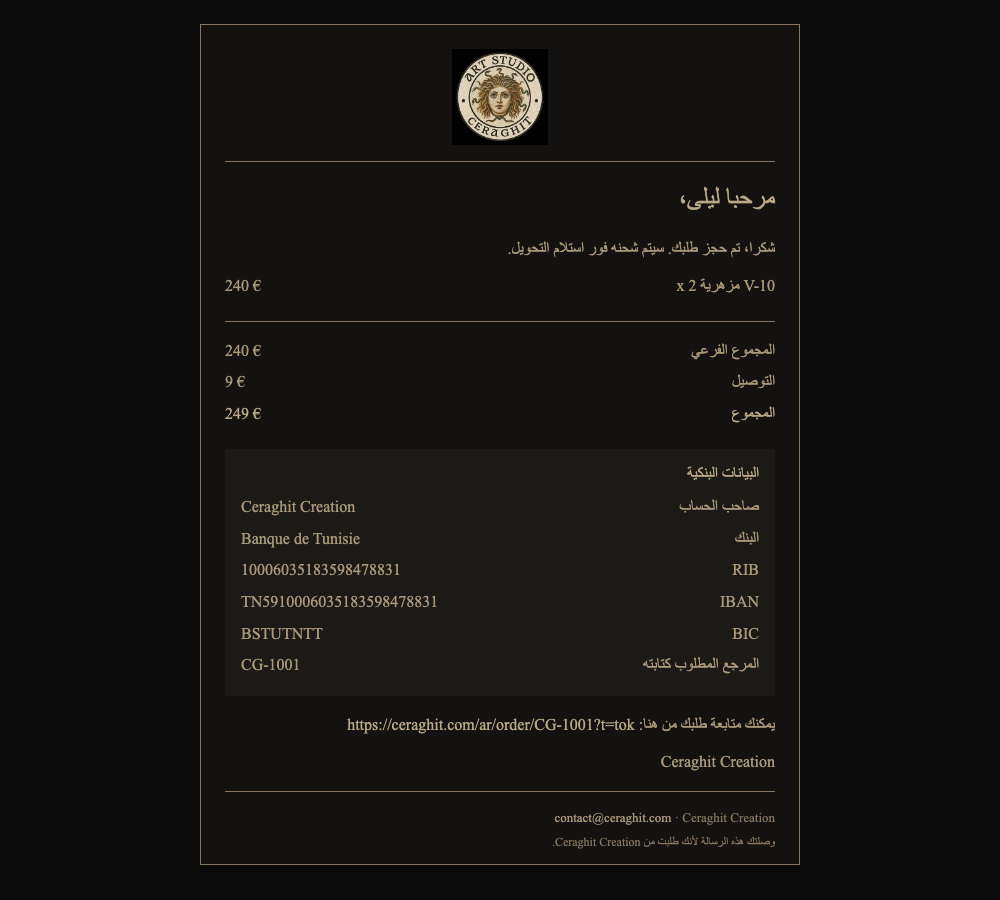 ART STUDIO
CERAGHIT
مرحبا ليلى،
شكرا، تم حجز طلبك. سيتم شحنه فور استلام التحويل.
V-10 مزهرية x 2 240 €
المجموع الفرعي 240 €
التوصيل 9 €
المجموع 249 €
البيانات البنكية
صاحب الحساب Ceraghit Creation
البنك Banque de Tunisie
RIB 10006035183598478831
IBAN TN5910006035183598478831
BIC BSTUTNTT
المرجع المطلوب كتابته CG-1001
يمكنك متابعة طلبك من هنا: https://ceraghit.com/ar/order/CG-1001?t=tok
Ceraghit Creation
Ceraghit Creation · contact@ceraghit.com
وصلتك هذه الرسالة لأنك طلبت من Ceraghit Creation.